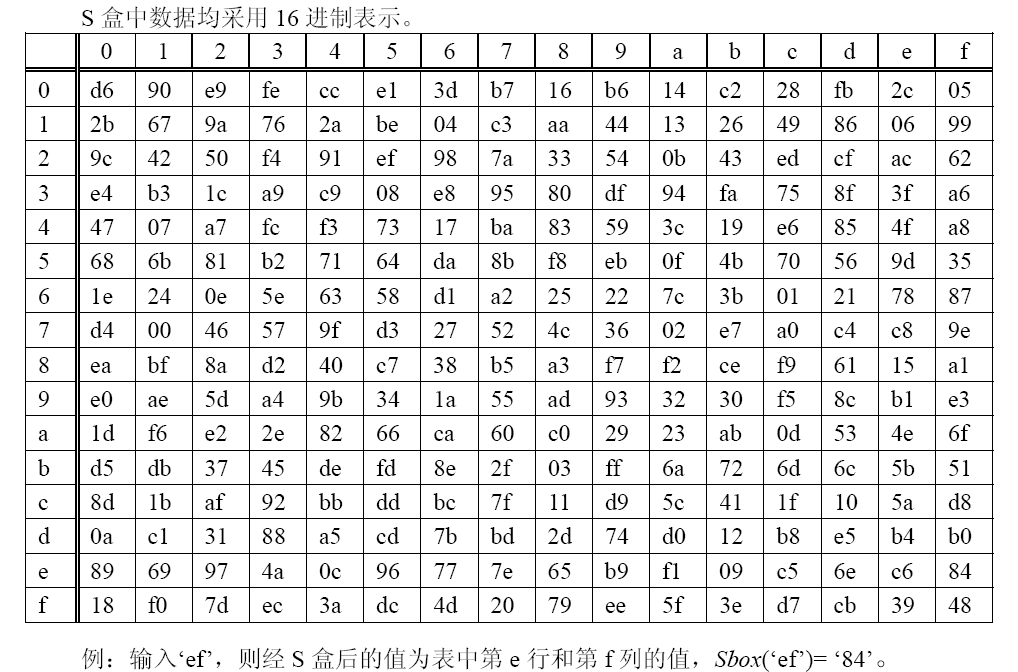 S 盒中数据均采用 16 进制表示。
0 1 2 3 4 5 6 7 8 9 a b c d e f
0 d6 90 e9 fe cc e1 3d b7 16 b6 14 c2 28 fb 2c 05
1 2b 67 9a 76 2a be 04 c3 aa 44 13 26 49 86 06 99
2 9c 42 50 f4 91 ef 98 7a 33 54 0b 43 ed cf ac 62
3 e4 b3 1c a9 c9 08 e8 95 80 df 94 fa 75 8f 3f a6
4 47 07 a7 fc f3 73 17 ba 83 59 3c 19 e6 85 4f a8
5 68 6b 81 b2 71 64 da 8b f8 eb 0f 4b 70 56 9d 35
6 1e 24 0e 5e 63 58 d1 a2 25 22 7c 3b 01 21 78 87
7 d4 00 46 57 9f d3 27 52 4c 36 02 e7 a0 c4 c8 9e
8 ea bf 8a d2 40 c7 38 b5 a3 f7 f2 ce f9 61 15 a1
9 e0 ae 5d a4 9b 34 1a 55 ad 93 32 30 f5 8c b1 e3
a 1d f6 e2 2e 82 66 ca 60 c0 29 23 ab 0d 53 4e 6f
b d5 db 37 45 de fd 8e 2f 03 ff 6a 72 6d 6c 5b 51
c 8d 1b af 92 bb dd bc 7f 11 d9 5c 41 1f 10 5a d8
d 0a c1 31 88 a5 cd 7b bd 2d 74 d0 12 b8 e5 b4 b0
e 89 69 97 4a 0c 96 77 7e 65 b9 f1 09 c5 6e c6 84
f 18 f0 7d ec 3a dc 4d 20 79 ee 5f 3e d7 cb 39 48
例：输入‘ef’，则经 S 盒后的值为表中第 e 行和第 f 列的值，Sbox(‘ef’)= ‘84’。